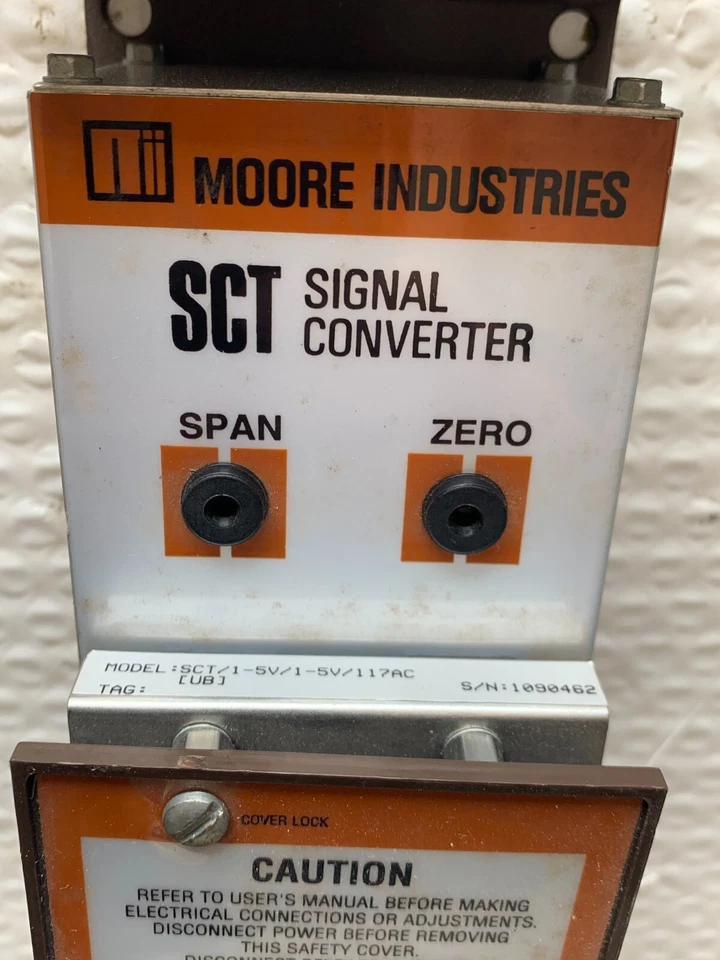 MOORE INDUSTRIES
SCT SIGNAL
CONVERTER
SPAN ZERO
MODEL:SCT/1-5V/1-5V/117AC
[UB]
TAG: S/N:1090462
COVER LOCK
CAUTION
REFER TO USER'S MANUAL BEFORE MAKING
ELECTRICAL CONNECTIONS OR ADJUSTMENTS.
DISCONNECT POWER BEFORE REMOVING
THIS SAFETY COVER.